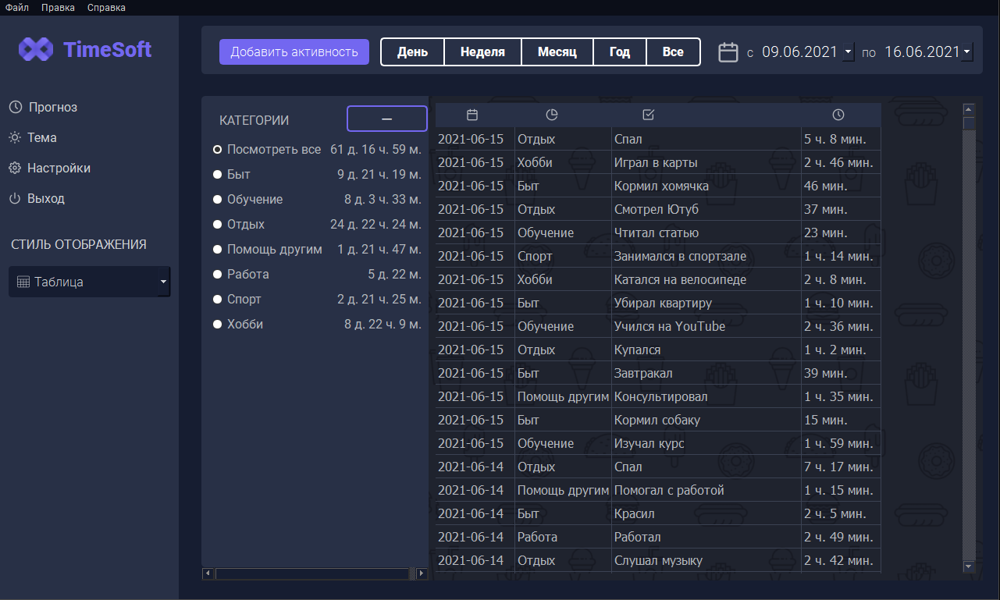 Файл Правка Справка
TimeSoft
Добавить активность День Неделя Месяц Год Все с 09.06.2021 по 16.06.2021
Прогноз
Тема
Настройки
Выход
СТИЛЬ ОТОБРАЖЕНИЯ
Таблица
КАТЕГОРИИ —
Посмотреть все 61 д. 16 ч. 59 м.
Быт 9 д. 21 ч. 19 м.
Обучение 8 д. 3 ч. 33 м.
Отдых 24 д. 22 ч. 24 м.
Помощь другим 1 д. 21 ч. 47 м.
Работа 5 д. 22 м.
Спорт 2 д. 21 ч. 25 м.
Хобби 8 д. 22 ч. 9 м.
2021-06-15 Отдых Спал 5 ч. 8 мин.
2021-06-15 Хобби Играл в карты 2 ч. 46 мин.
2021-06-15 Быт Кормил хомячка 46 мин.
2021-06-15 Отдых Смотрел Ютуб 37 мин.
2021-06-15 Обучение Чтитал статью 23 мин.
2021-06-15 Спорт Занимался в спортзале 1 ч. 14 мин.
2021-06-15 Хобби Катался на велосипеде 2 ч. 8 мин.
2021-06-15 Быт Убирал квартиру 1 ч. 10 мин.
2021-06-15 Обучение Учился на YouTube 2 ч. 36 мин.
2021-06-15 Отдых Купался 1 ч. 2 мин.
2021-06-15 Быт Завтракал 39 мин.
2021-06-15 Помощь другим Консультировал 1 ч. 35 мин.
2021-06-15 Быт Кормил собаку 15 мин.
2021-06-15 Обучение Изучал курс 1 ч. 59 мин.
2021-06-14 Отдых Спал 7 ч. 17 мин.
2021-06-14 Помощь другим Помогал с работой 1 ч. 15 мин.
2021-06-14 Быт Красил 2 ч. 5 мин.
2021-06-14 Работа Работал 2 ч. 49 мин.
2021-06-14 Отдых Слушал музыку 2 ч. 42 мин.